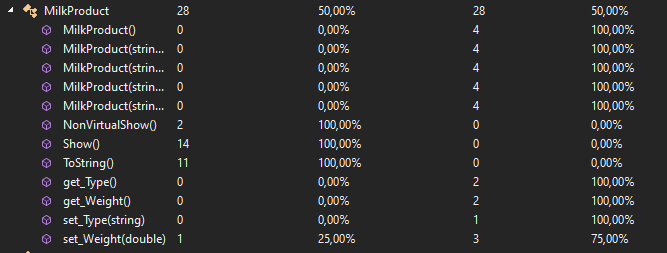 MilkProduct 28 50,00% 28 50,00%
MilkProduct() 0 0,00% 4 100,00%
MilkProduct(strin... 0 0,00% 4 100,00%
MilkProduct(strin... 0 0,00% 4 100,00%
MilkProduct(strin... 0 0,00% 4 100,00%
MilkProduct(strin... 0 0,00% 4 100,00%
NonVirtualShow() 2 100,00% 0 0,00%
Show() 14 100,00% 0 0,00%
ToString() 11 100,00% 0 0,00%
get_Type() 0 0,00% 2 100,00%
get_Weight() 0 0,00% 2 100,00%
set_Type(string) 0 0,00% 1 100,00%
set_Weight(double) 1 25,00% 3 75,00%